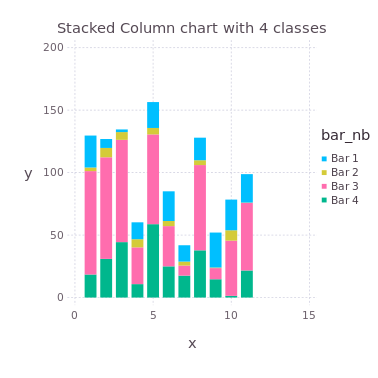 Stacked Column chart with 4 classes
200
150
100
50
0
y
0 5 10 15
x
bar_nb
Bar 1
Bar 2
Bar 3
Bar 4